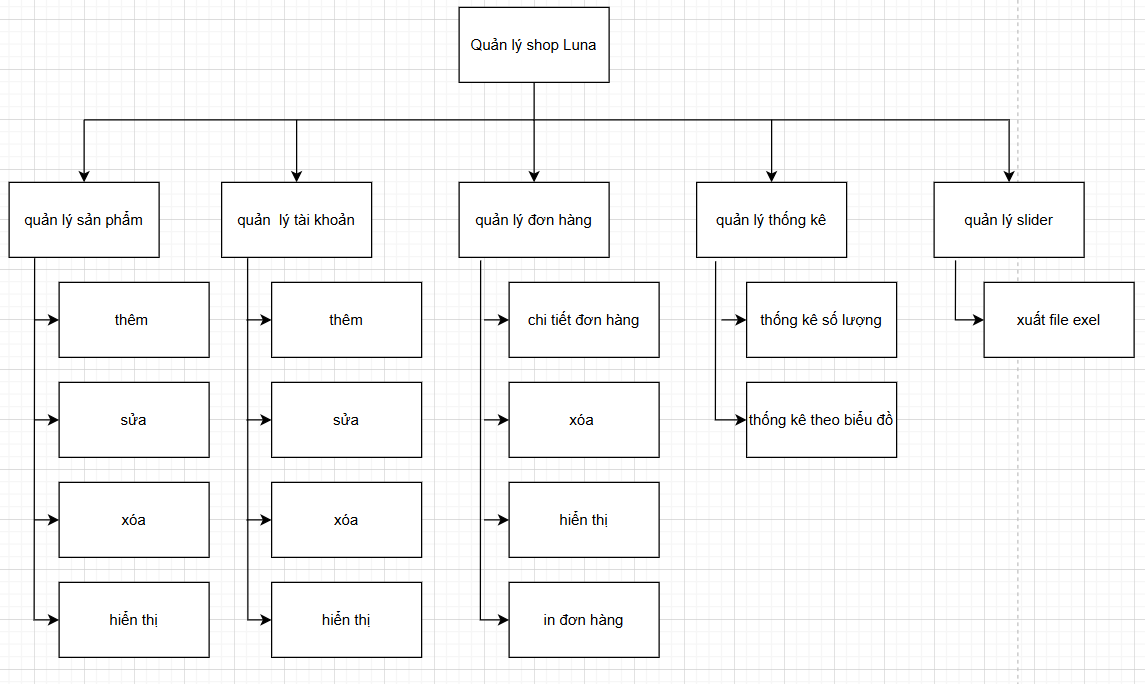 Quản lý shop Luna
quản lý sản phẩm
quản  lý tài khoản
quản lý đơn hàng
quản lý thống kê
quản lý slider
thêm
thêm
chi tiết đơn hàng
thống kê số lượng
xuất file exel
sửa
sửa
xóa
thống kê theo biểu đồ
xóa
xóa
hiển thị
hiển thị
hiển thị
in đơn hàng